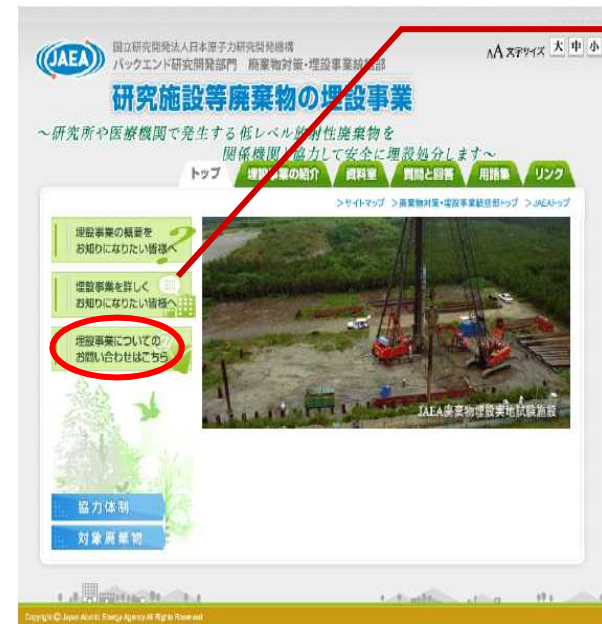 JAEA
国立研究開発法人日本原子力研究開発機構
バックエンド研究開発部門 廃棄物対策・埋設事業統括部
文字サイズ 大 中 小
研究施設等廃棄物の埋設事業
～研究所や医療機関で発生する低レベル放射性廃棄物を
関係機関と協力して安全に埋設処分します～
トップ 埋設事業の紹介 資料室 質問と回答 用語集 リンク
>サイトマップ >廃棄物対策・埋設事業統括部トップ >JAEAトップ
埋設事業の概要を
お知りになりたい皆様へ
埋設事業を詳しく
お知りになりたい皆様へ
埋設事業についての
お問い合わせはこちら
JAEA廃棄物埋設実地試験施設
協力体制
対象廃棄物
Copyright © Japan Atomic Energy Agency All Rights Reserved